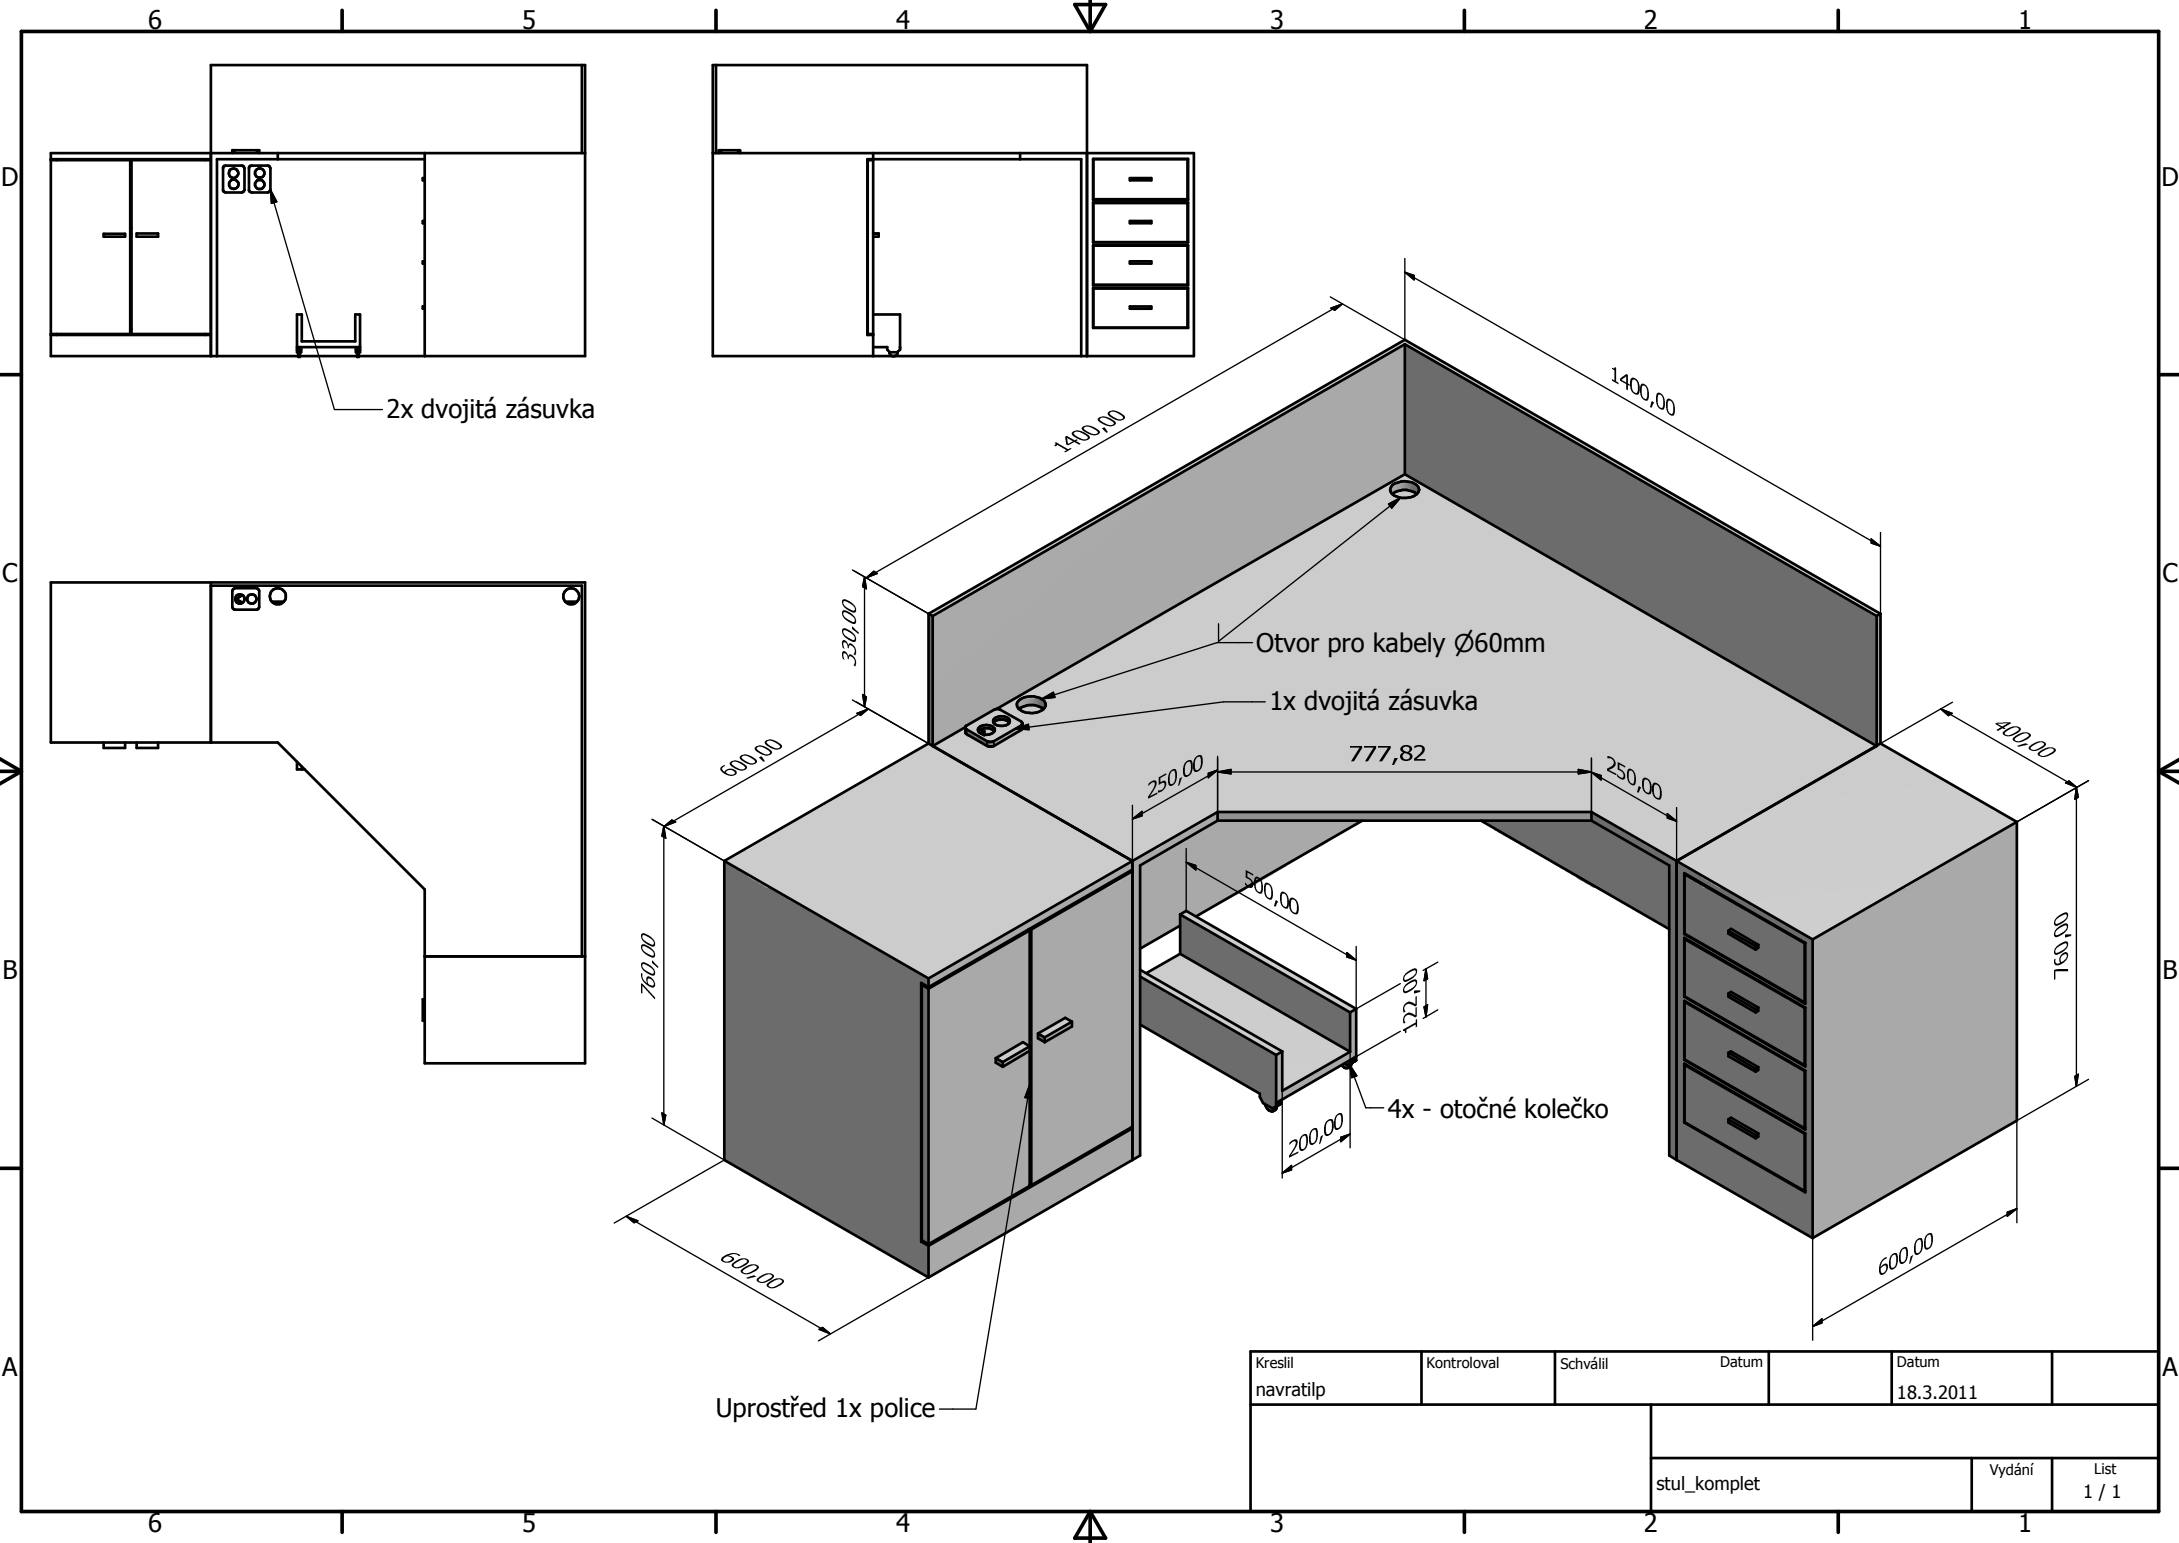 6 5 4 3 2 1
D D
2x dvojitá zásuvka
1400,00
1400,00
C C
330,00
Otvor pro kabely Ø60mm
1x dvojitá zásuvka
600,00
250,00
777,82
250,00
400,00
500,00
760,00
760,00
122,00
B B
4x - otočné kolečko
200,00
600,00
600,00
A A
Uprostřed 1x police
Kreslil
navratilp
Kontroloval
Schválil
Datum
Datum
18.3.2011
stul_komplet
Vydání
List
1 / 1
6 5 4 3 2 1